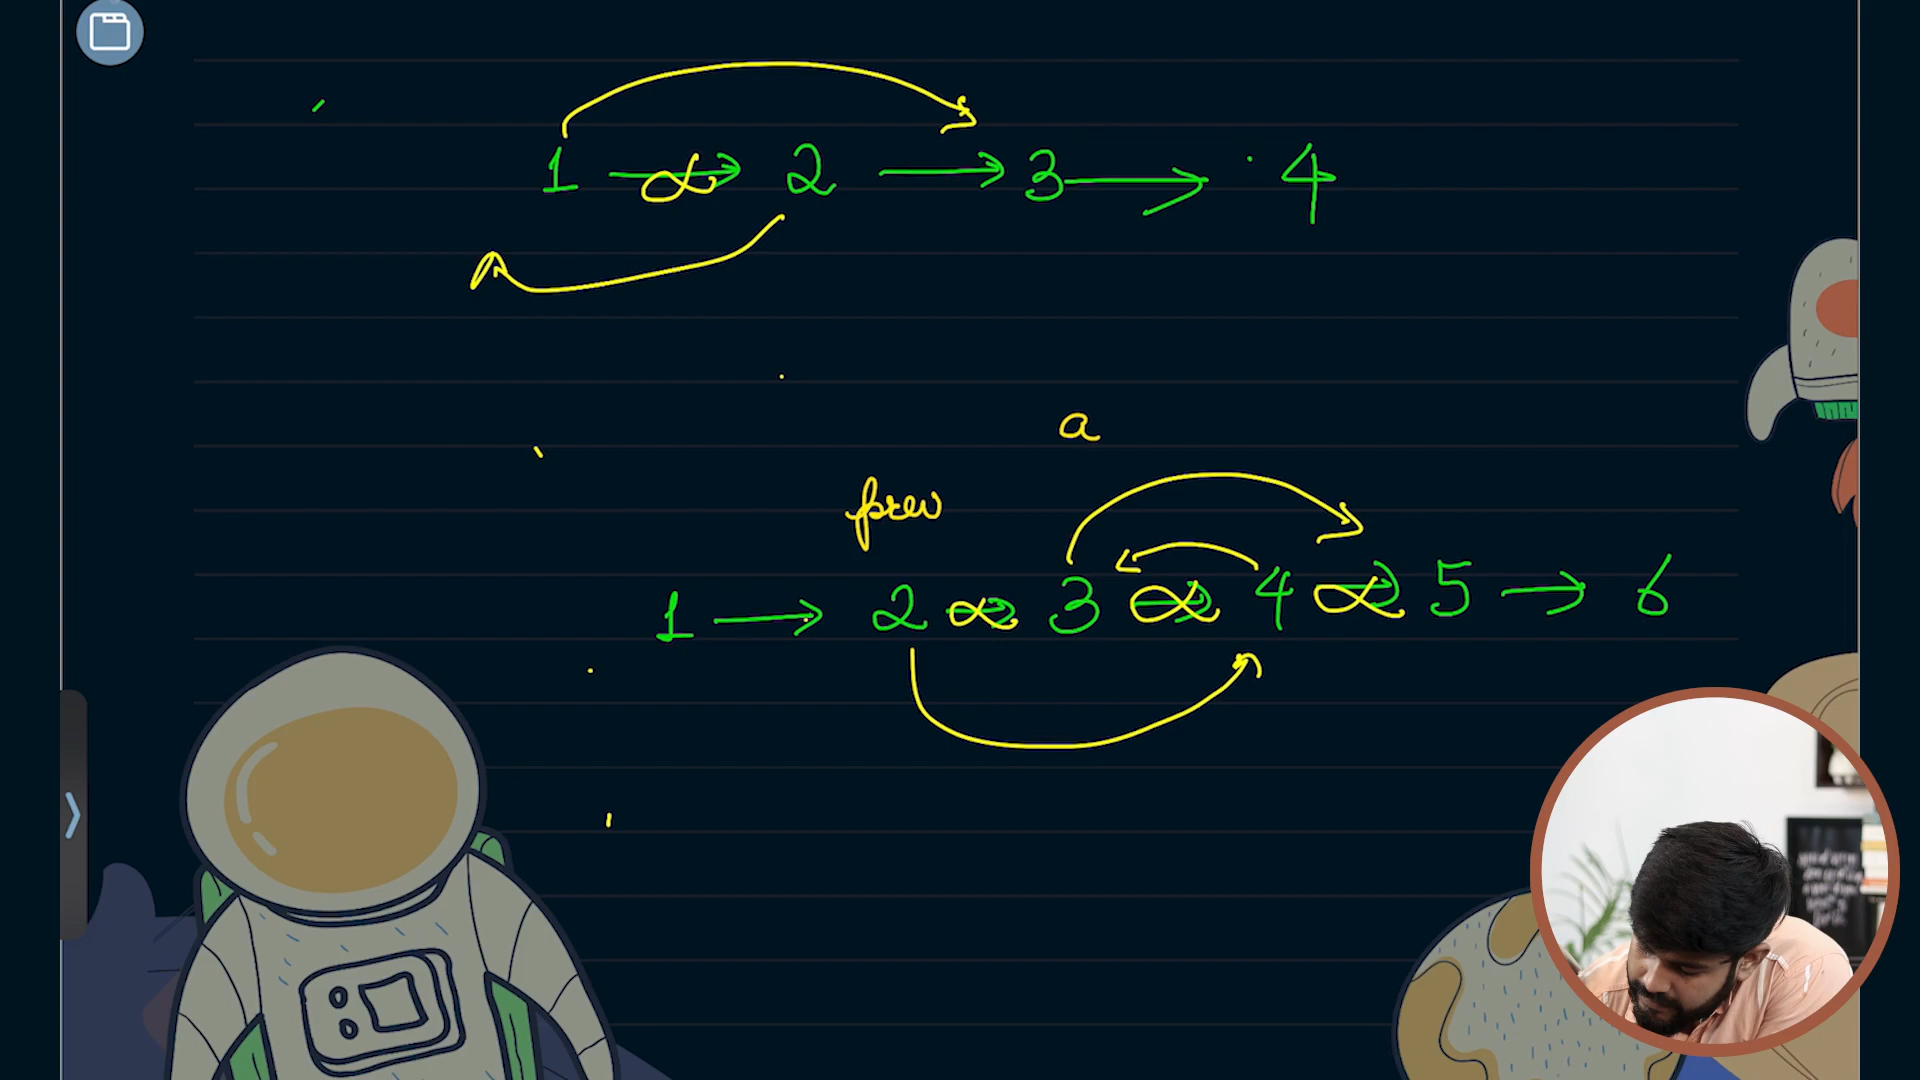 1 → 2 → 3 → 4
a
prev
1 → 2 → 3 → 4 → 5 → 6